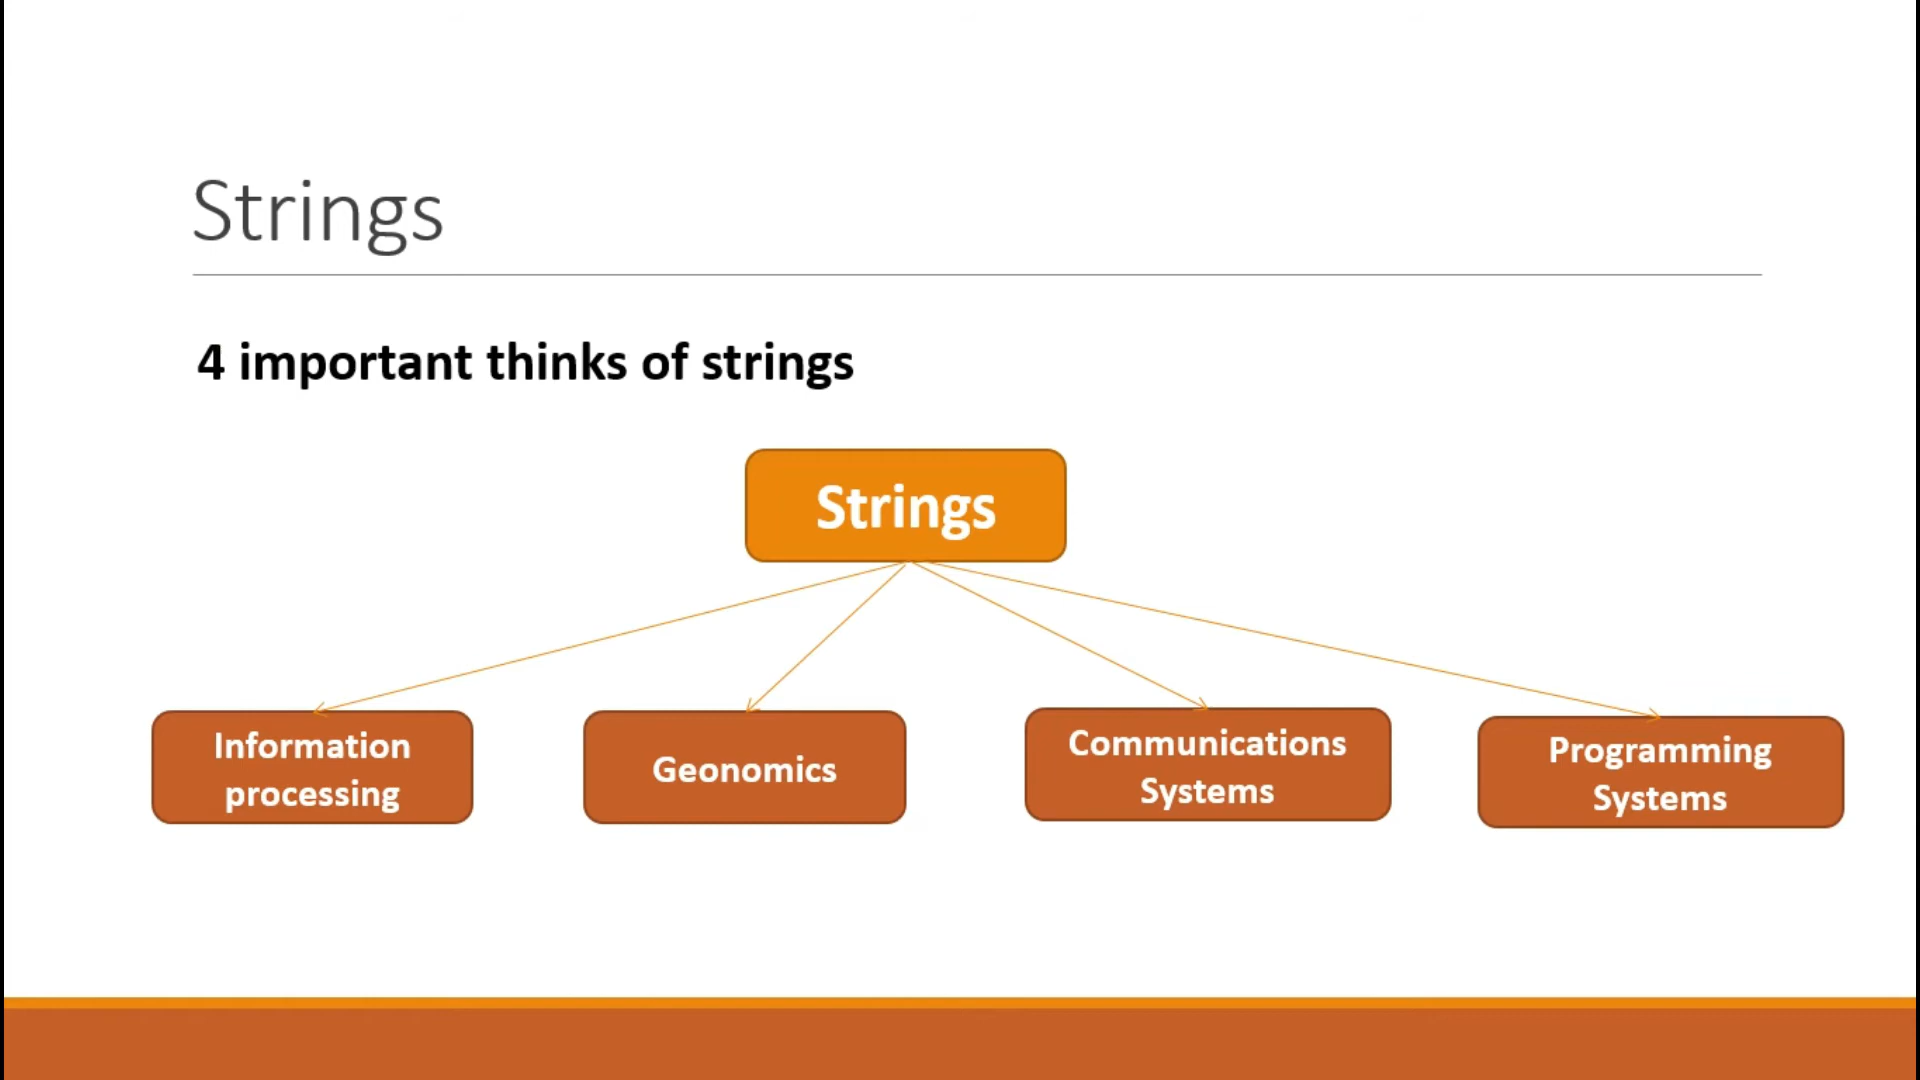 Strings
4 important thinks of strings
Strings
Information
processing
Geonomics
Communications
Systems
Programming
Systems